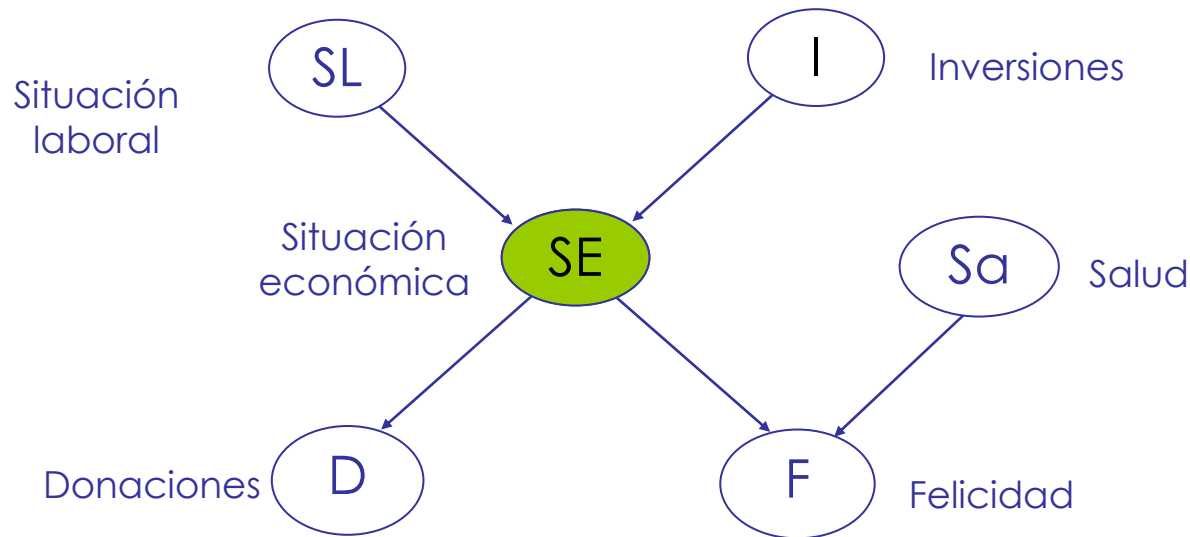 SL
I
Inversiones
Situación
laboral
Situación
económica
SE
Sa
Salud
Donaciones
D
F
Felicidad